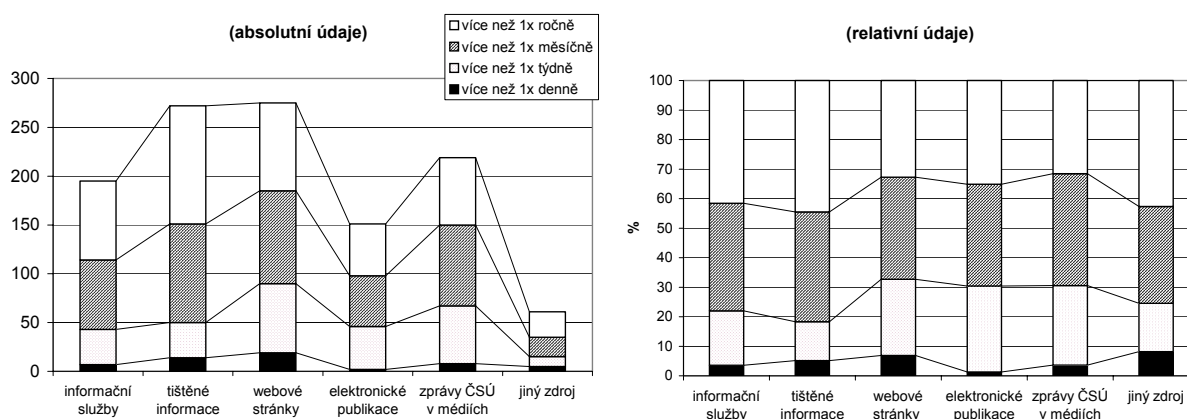 (absolutní údaje)
více než 1x ročně
více než 1x měsíčně
více než 1x týdně
více než 1x denně
300
250
200
150
100
50
0
informační služby
tištěné informace
webové stránky
elektronické publikace
zprávy ČSÚ v médiích
jiný zdroj
(relativní údaje)
100
90
80
70
60
50
40
30
20
10
0
%
informační služby
tištěné informace
webové stránky
elektronické publikace
zprávy ČSÚ v médiích
jiný zdroj